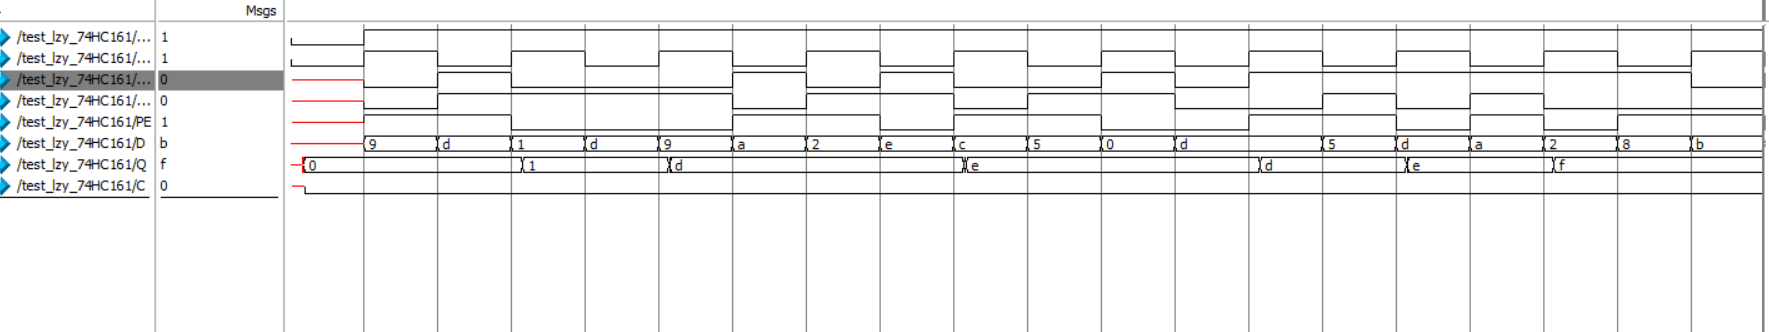 Msgs
/test_lzy_74HC161/... 1
/test_lzy_74HC161/... 1
/test_lzy_74HC161/... 0
/test_lzy_74HC161/... 0
/test_lzy_74HC161/PE 1
/test_lzy_74HC161/D b 9 d 1 d 9 a 2 e c 5 0 d 5 d a 2 8 b
/test_lzy_74HC161/Q f 0 1 d e d e f
/test_lzy_74HC161/C 0